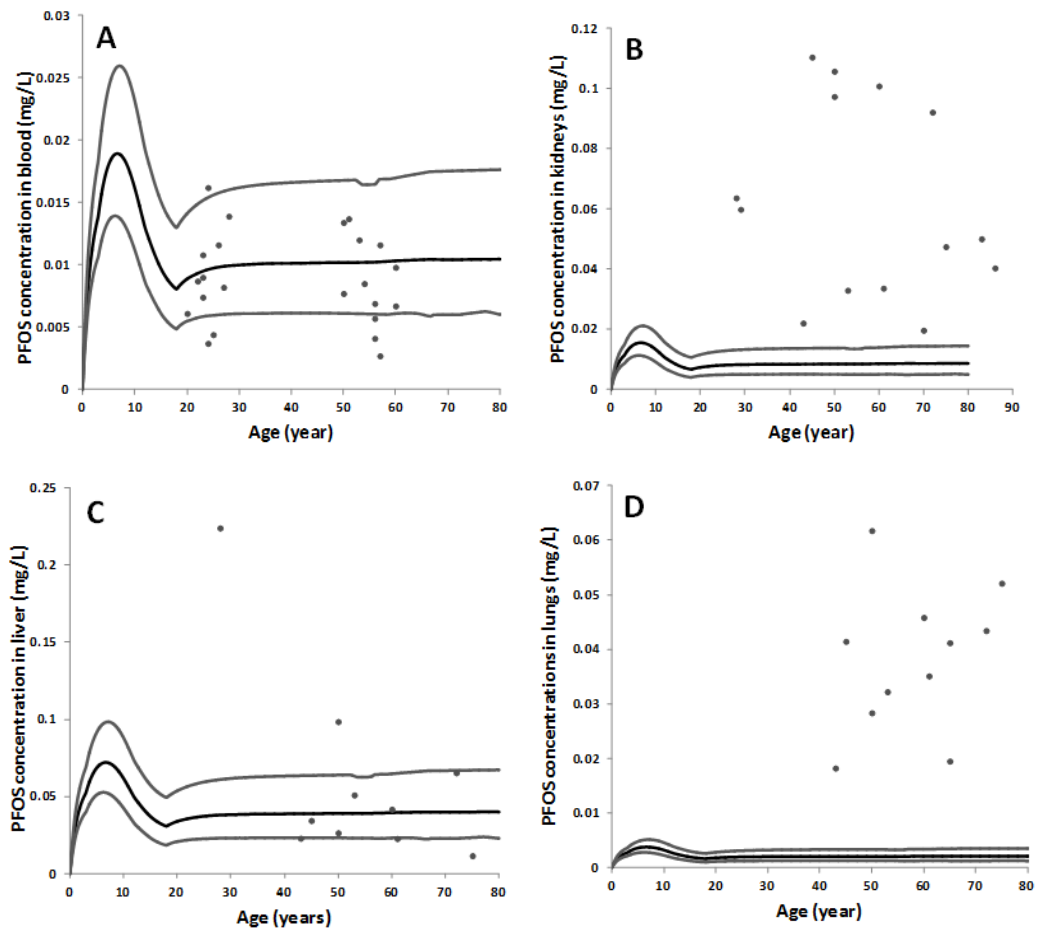 A
PFOS concentration in blood (mg/L)
0.03
0.025
0.02
0.015
0.01
0.005
0
0 10 20 30 40 50 60 70 80
Age (year)
B
PFOS concentration in kidneys (mg/L)
0.12
0.1
0.08
0.06
0.04
0.02
0
0 10 20 30 40 50 60 70 80 90
Age (year)
C
PFOS concentration in liver (mg/L)
0.25
0.2
0.15
0.1
0.05
0
0 10 20 30 40 50 60 70 80
Age (years)
D
PFOS concentrations in lungs (mg/L)
0.07
0.06
0.05
0.04
0.03
0.02
0.01
0
0 10 20 30 40 50 60 70 80
Age (year)